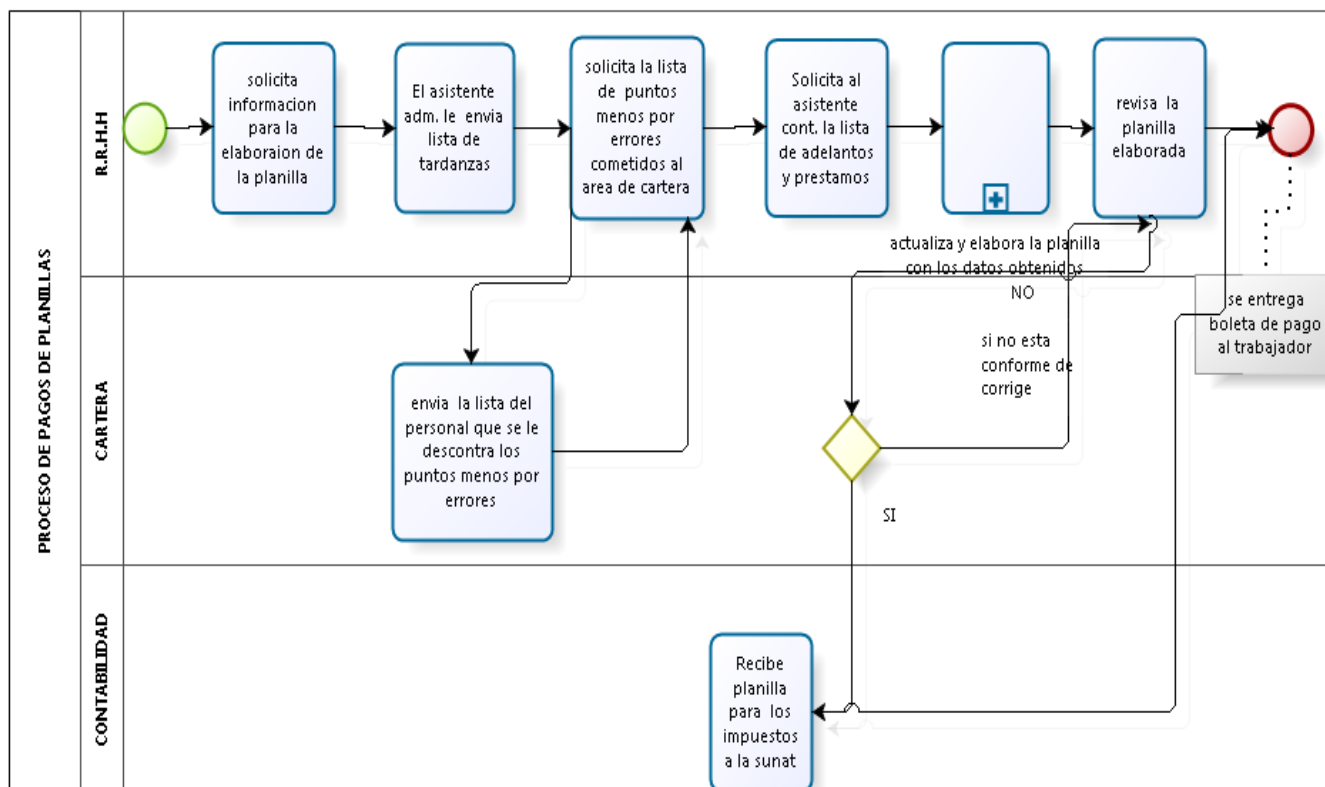 PROCESO DE PAGOS DE PLANILLAS
R.R.H.H
solicita
informacion
para la
elaboraion de
la planilla
El asistente
adm. le envia
lista de
tardanzas
solicita la lista
de puntos
menos por
errores
cometidos al
area de cartera
Solicita al
asistente
cont. la lista
de adelantos
y prestamos
actualiza y elabora la planilla
con los datos obtenidos
revisa la
planilla
elaborada
se entrega
boleta de pago
al trabajador
CARTERA
envia la lista del
personal que se le
descontra los
puntos menos por
errores
NO
si no esta
conforme de
corrige
SI
CONTABILIDAD
Recibe
planilla
para los
impuestos
a la sunat